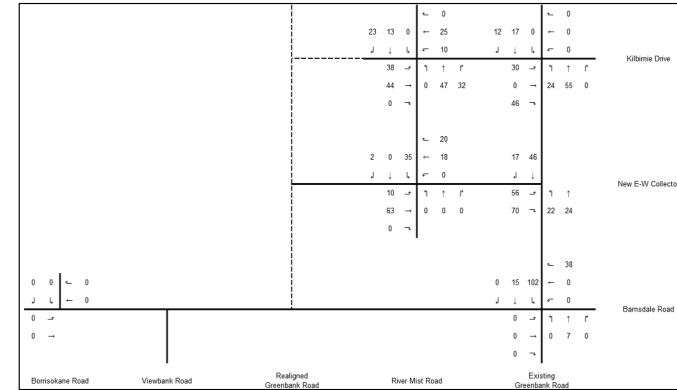 ↖ 0 ↖ 0
23 13 0 ← 25 12 17 0 ← 0
↲ ↓ ↳ ↙ 10 ↲ ↓ ↳ ↙ 0
Kilbirnie Drive
38 ⬏ ↰ ↑ ↱ 30 ⬏ ↰ ↑ ↱
44 → 0 47 32 0 → 24 55 0
0 ⬎ 46 ⬎
↖ 20
2 0 35 ← 18 17 46
↲ ↓ ↳ ↙ 0 ↲ ↓
New E-W Collecto
10 ⬏ ↰ ↑ ↱ 56 ⬏ ↰ ↑
63 → 0 0 0 70 ⬎ 22 24
0 ⬎
↖ 38
0 0 ↖ 0 0 15 102 ← 0
↲ ↳ ← 0 ↲ ↓ ↳ ↙ 0
Barnsdale Road
0 ⬏ 0 ⬏ ↰ ↑ ↱
0 → 0 → 0 7 0
0 ⬎
Borrisokane Road Viewbank Road Realigned Greenbank Road River Mist Road Existing Greenbank Road